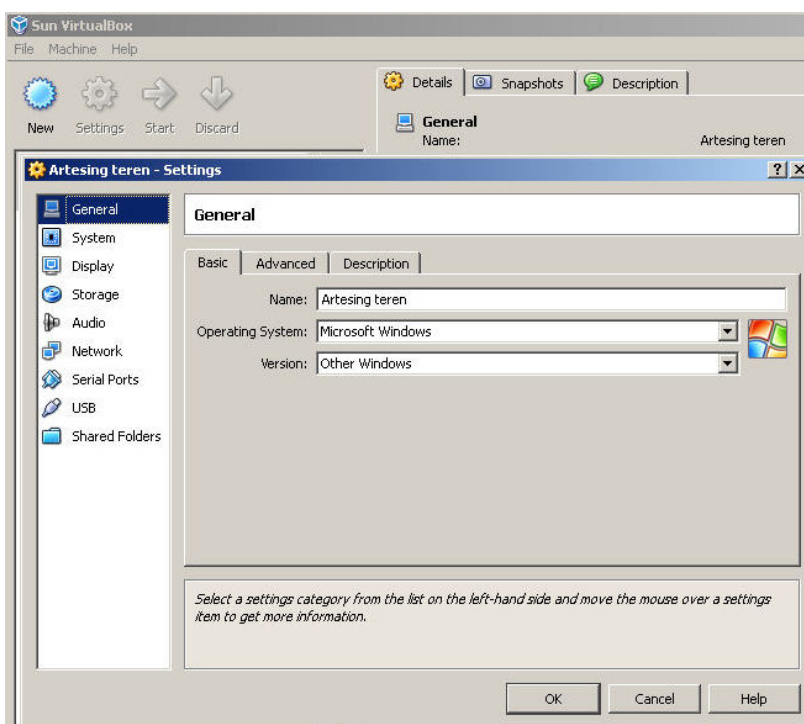 Sun VirtualBox
File Machine Help
New Settings Start Discard
Details Snapshots Description
General
Name: Artesing teren
Artesing teren - Settings
General
System
Display
Storage
Audio
Network
Serial Ports
USB
Shared Folders
General
Basic Advanced Description
Name: Artesing teren
Operating System: Microsoft Windows
Version: Other Windows
Select a settings category from the list on the left-hand side and move the mouse over a settings
item to get more information.
OK Cancel Help